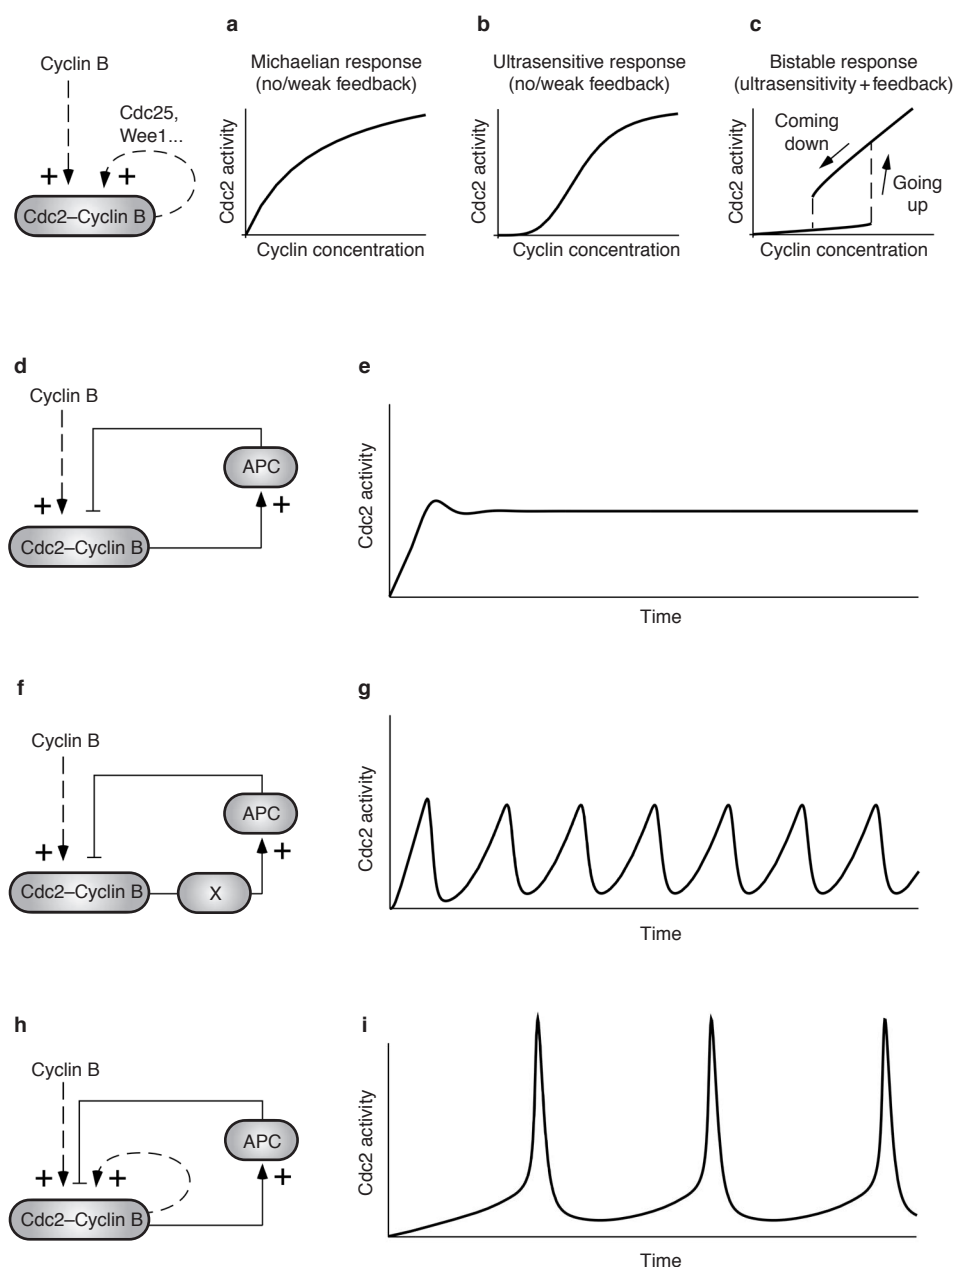 a
b
c
Cyclin B
Michaelian response
(no/weak feedback)
Ultrasensitive response
(no/weak feedback)
Bistable response
(ultrasensitivity + feedback)
Cdc25,
Wee1...
+
+
Cdc2–Cyclin B
Cdc2 activity
Cyclin concentration
Cdc2 activity
Cyclin concentration
Cdc2 activity
Coming
down
Going
up
Cyclin concentration
d
e
Cyclin B
APC
+
+
Cdc2–Cyclin B
Cdc2 activity
Time
f
g
Cyclin B
APC
+
+
Cdc2–Cyclin B
X
Cdc2 activity
Time
h
i
Cyclin B
APC
+
+
+
Cdc2–Cyclin B
Cdc2 activity
Time